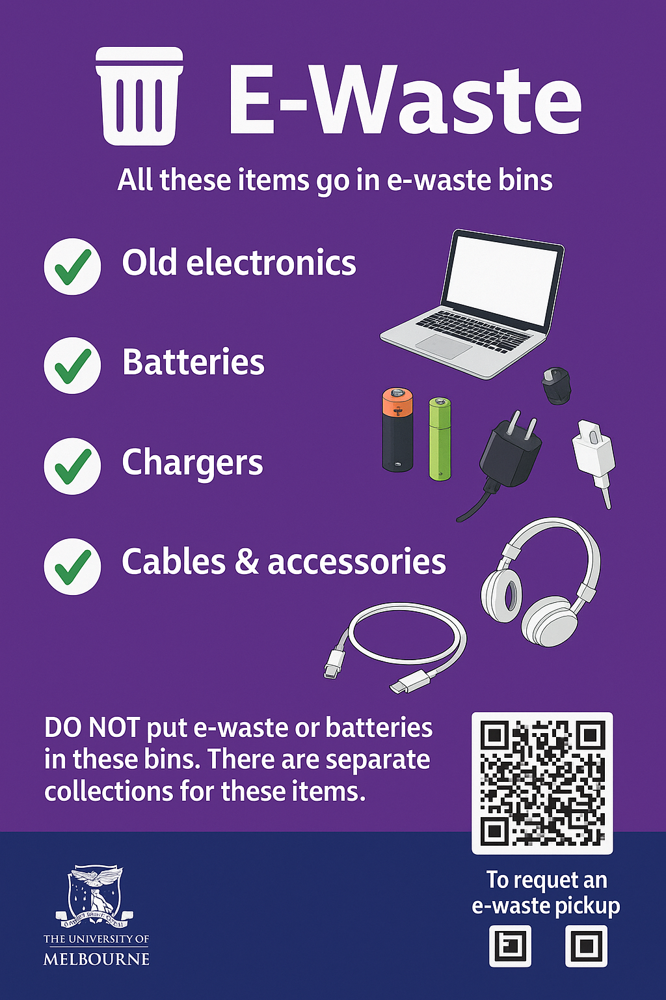 E-Waste
All these items go in e-waste bins
Old electronics
Batteries
Chargers
Cables & accessories
DO NOT put e-waste or batteries
in these bins. There are separate
collections for these items.
To requet an
e-waste pickup
THE UNIVERSITY OF
MELBOURNE